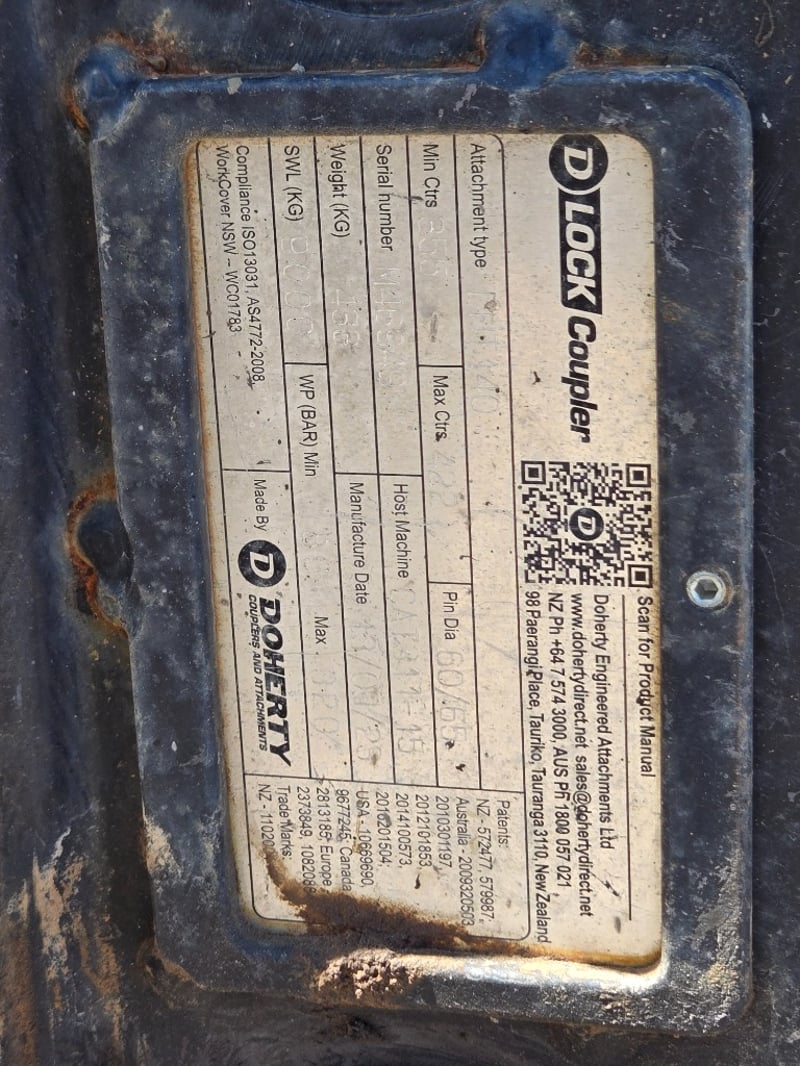 D LOCK Coupler
D
Scan for Product Manual
Doherty Engineered Attachments Ltd
www.dohertydirect.net sales@dohertydirect.net
NZ Ph +64 7 574 3000, AUS Ph 1800 057 021
98 Paerangi Place, Tauriko, Tauranga 3110, New Zealand
Attachment type
Min Ctrs
Max Ctrs
Pin Dia 60/65
Serial number
Host Machine
Weight (KG)
Manufacture Date
SWL (KG)
WP (BAR) Min
Max
Compliance ISO13031, AS4772-2008,
WorkCover NSW – WC01783
Made By D DOHERTY
COUPLERS AND ATTACHMENTS
Patents:
NZ - 572477, 579987,
Australia - 2009320503
2010301197,
2012101853,
2014100573,
2016201504,
USA - 10669690,
9677245, Canada
2813185, Europe
2373849,
Trade Marks:
NZ -